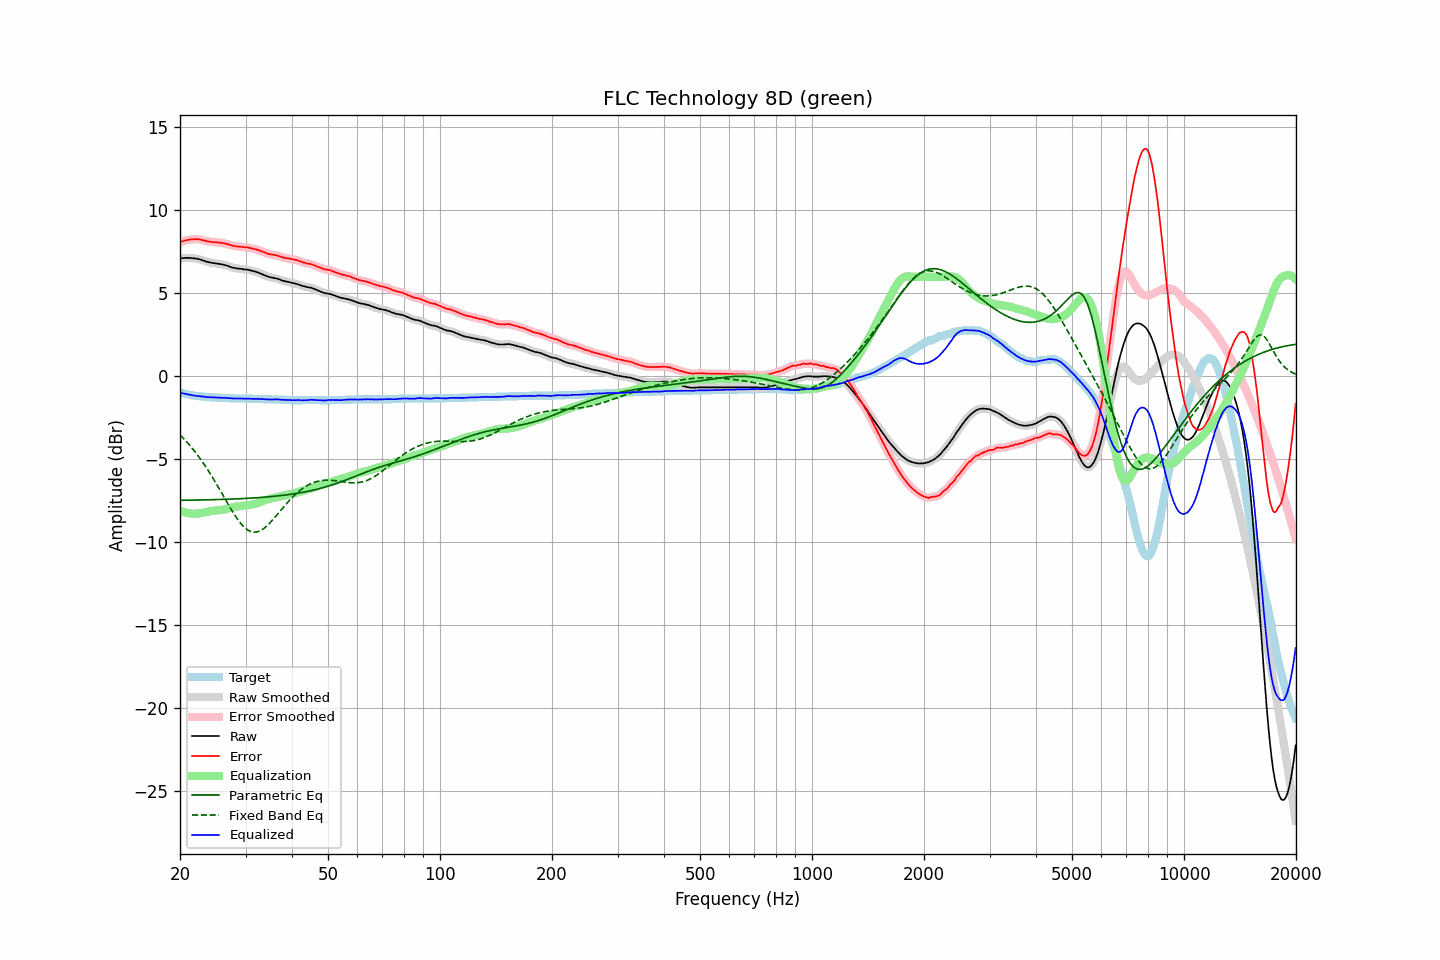 FLC Technology 8D (green)
15
10
5
0
−5
−10
−15
−20
−25
Amplitude (dBr)
Target
Raw Smoothed
Error Smoothed
Raw
Error
Equalization
Parametric Eq
Fixed Band Eq
Equalized
20 50 100 200 500 1000 2000 5000 10000 20000
Frequency (Hz)